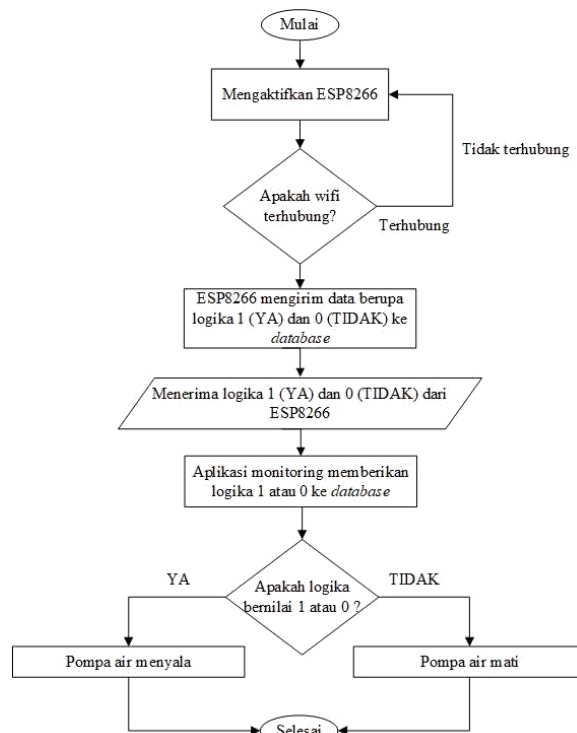 Mulai
Mengaktifkan ESP8266
Tidak terhubung
Apakah wifi
terhubung?
Terhubung
ESP8266 mengirim data berupa
logika 1 (YA) dan 0 (TIDAK) ke
database
Menerima logika 1 (YA) dan 0 (TIDAK) dari
ESP8266
Aplikasi monitoring memberikan
logika 1 atau 0 ke database
YA
Apakah logika
bernilai 1 atau 0 ?
TIDAK
Pompa air menyala
Pompa air mati
Selesai